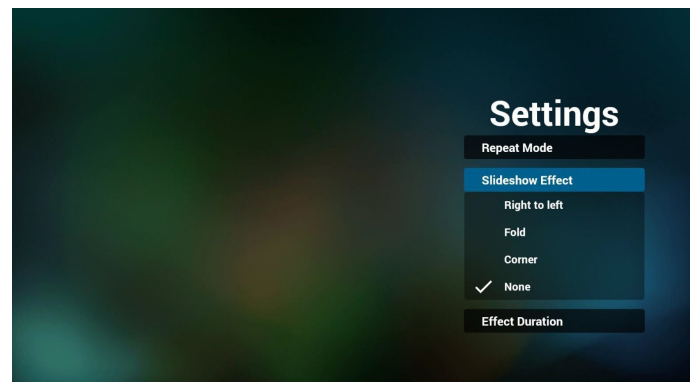 Settings
Repeat Mode
Slideshow Effect
Right to left
Fold
Corner
None
Effect Duration